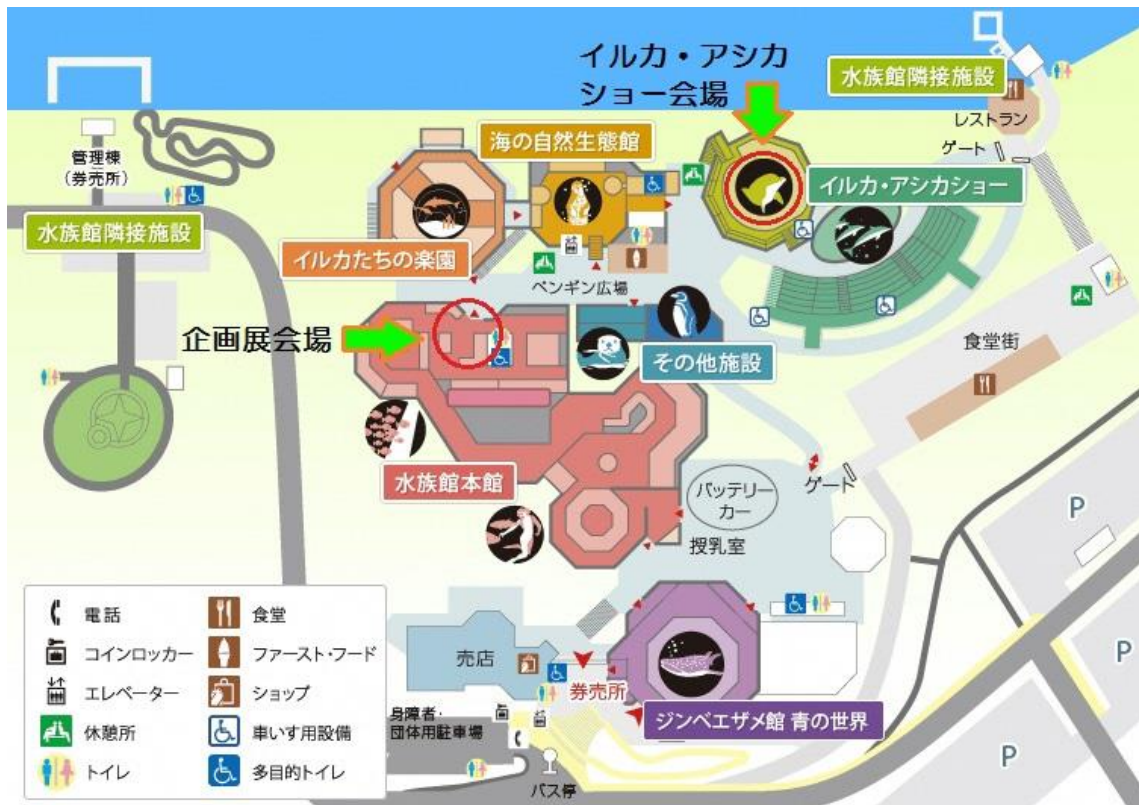 イルカ・アシカ
ショー会場
水族館隣接施設
レストラン
ゲート
海の自然生態館
管理棟
(券売所)
イルカ・アシカショー
水族館隣接施設
イルカたちの楽園
ペンギン広場
企画展会場
その他施設
食堂街
水族館本館
バッテリー
カー
ゲート
授乳室
P
P
P
電話
食堂
コインロッカー
ファースト・フード
エレベーター
ショップ
休憩所
車いす用設備
トイレ
多目的トイレ
売店
券売所
身障者・
団体用駐車場
ジンベエザメ館 青の世界
バス停